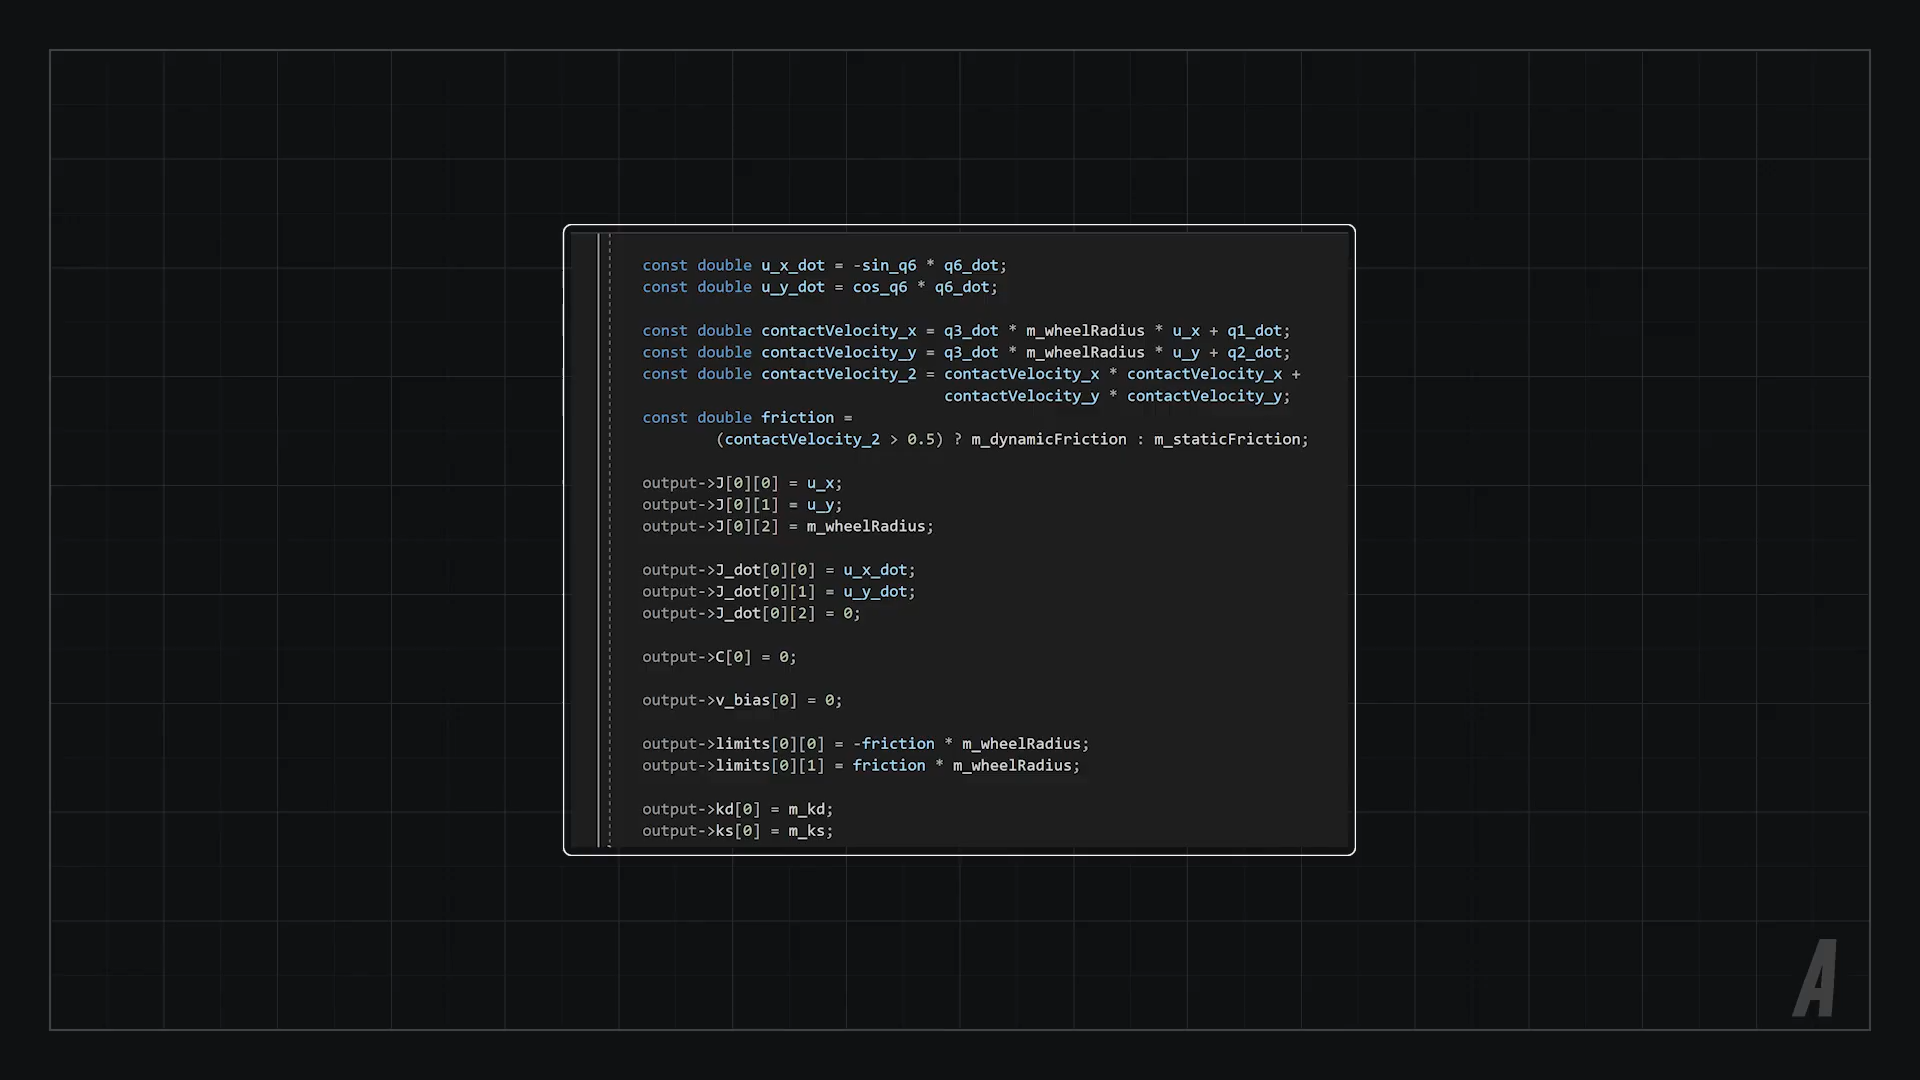 const double u_x_dot = -sin_q6 * q6_dot;
const double u_y_dot = cos_q6 * q6_dot;
const double contactVelocity_x = q3_dot * m_wheelRadius * u_x + q1_dot;
const double contactVelocity_y = q3_dot * m_wheelRadius * u_y + q2_dot;
const double contactVelocity_2 = contactVelocity_x * contactVelocity_x +
contactVelocity_y * contactVelocity_y;
const double friction =
(contactVelocity_2 > 0.5) ? m_dynamicFriction : m_staticFriction;
output->J[0][0] = u_x;
output->J[0][1] = u_y;
output->J[0][2] = m_wheelRadius;
output->J_dot[0][0] = u_x_dot;
output->J_dot[0][1] = u_y_dot;
output->J_dot[0][2] = 0;
output->C[0] = 0;
output->v_bias[0] = 0;
output->limits[0][0] = -friction * m_wheelRadius;
output->limits[0][1] = friction * m_wheelRadius;
output->kd[0] = m_kd;
output->ks[0] = m_ks;
A